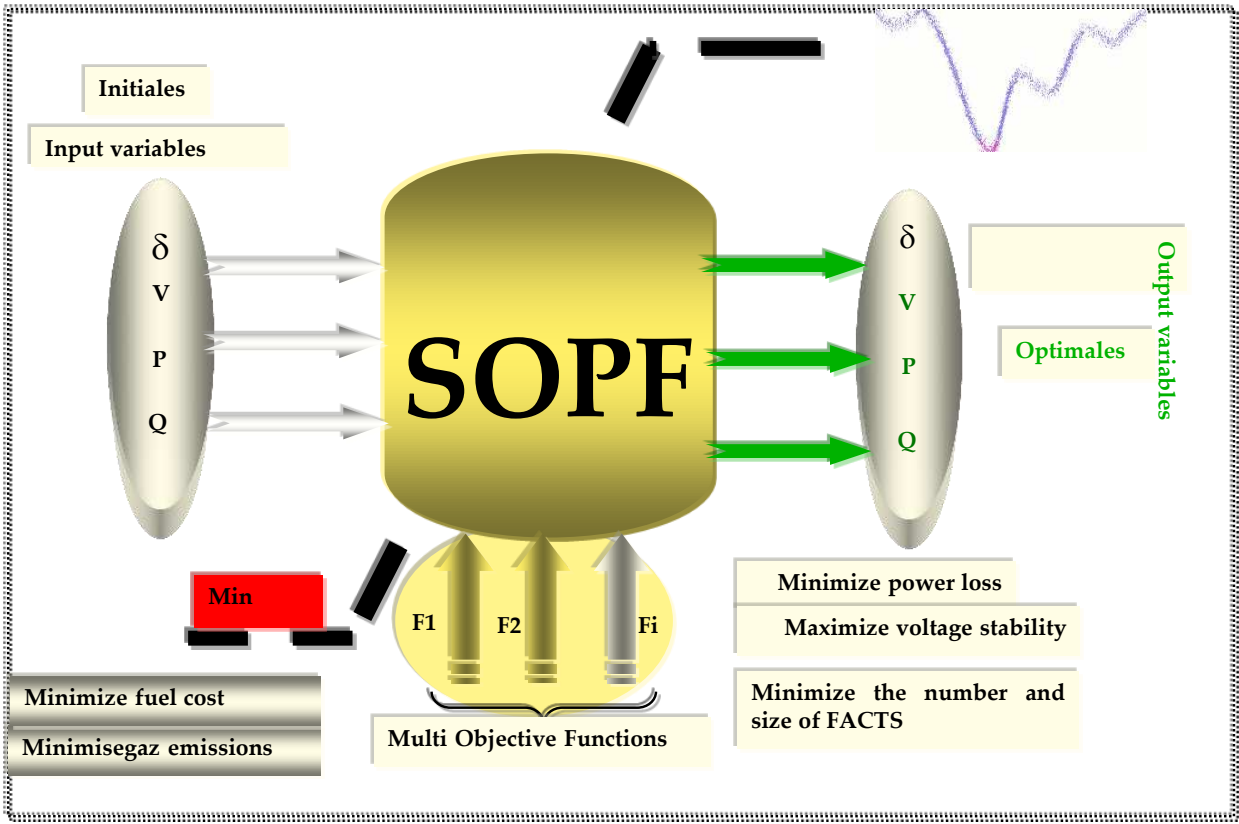 Initiales
Input variables
δ
V
P
Q
SOPF
δ
V
P
Q
Output variables
Optimales
Min
F1
F2
Fi
Multi Objective Functions
Minimize fuel cost
Minimisegaz emissions
Minimize power loss
Maximize voltage stability
Minimize the number and
size of FACTS